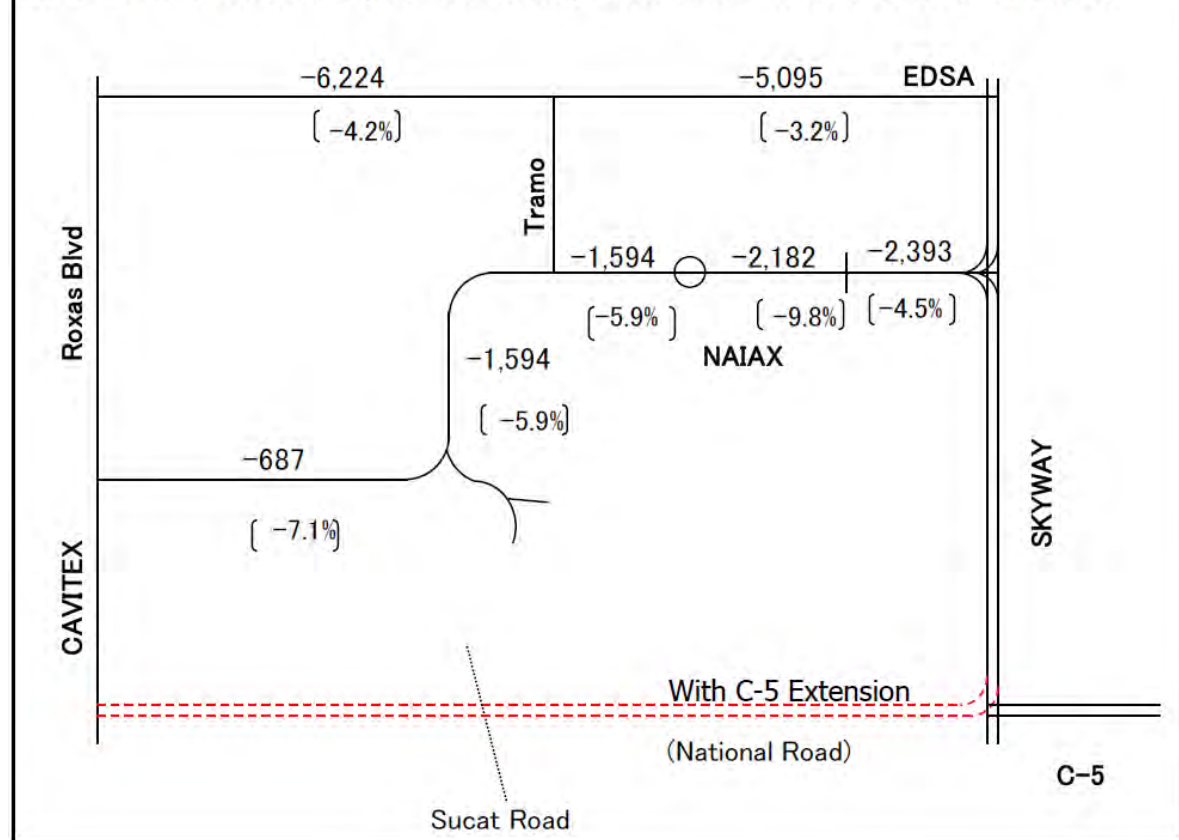 -6,224
-5,095
EDSA
[ -4.2%]
[ -3.2%]
Tramo
Roxas Blvd
-1,594
-2,182
-2,393
[-5.9% ]
[ -9.8%]
[-4.5% ]
NAIAX
-1,594
[ -5.9%]
-687
[ -7.1%]
SKYWAY
CAVITEX
With C-5 Extension
(National Road)
C-5
Sucat Road